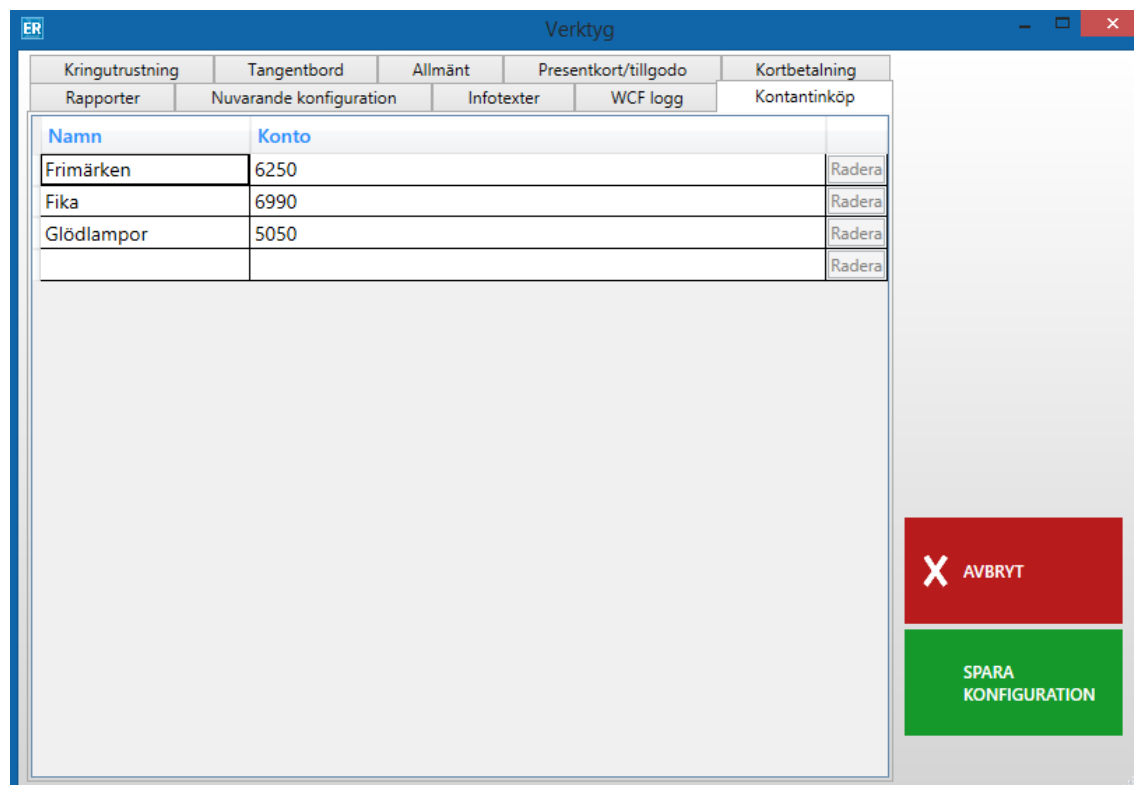 ER
Verktyg
Kringutrustning Tangentbord Allmänt Presentkort/tillgodo Kortbetalning
Rapporter Nuvarande konfiguration Infotexter WCF logg Kontantinköp
Namn Konto
Frimärken 6250 Radera
Fika 6990 Radera
Glödlampor 5050 Radera
Radera
X AVBRYT
SPARA
KONFIGURATION